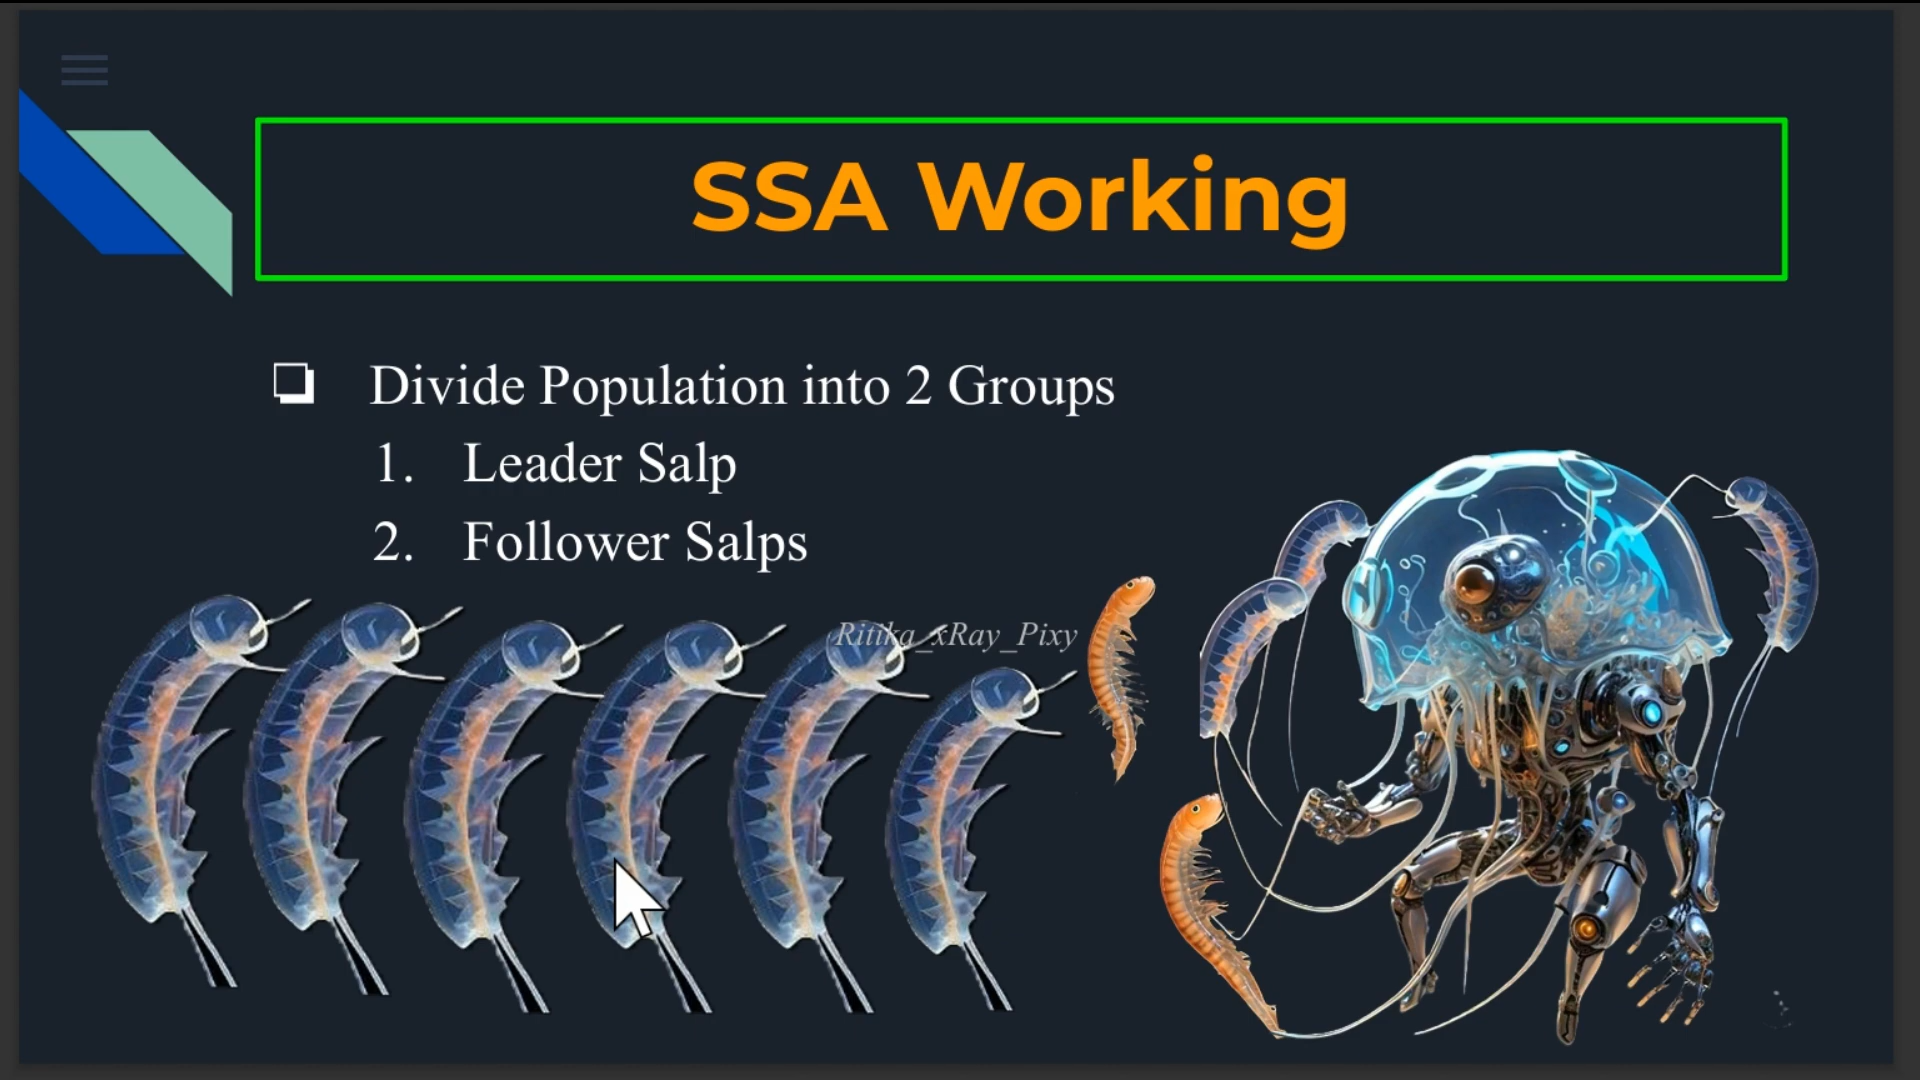 SSA Working
Divide Population into 2 Groups
1. Leader Salp
2. Follower Salps
Ritika_xRay_Pixy